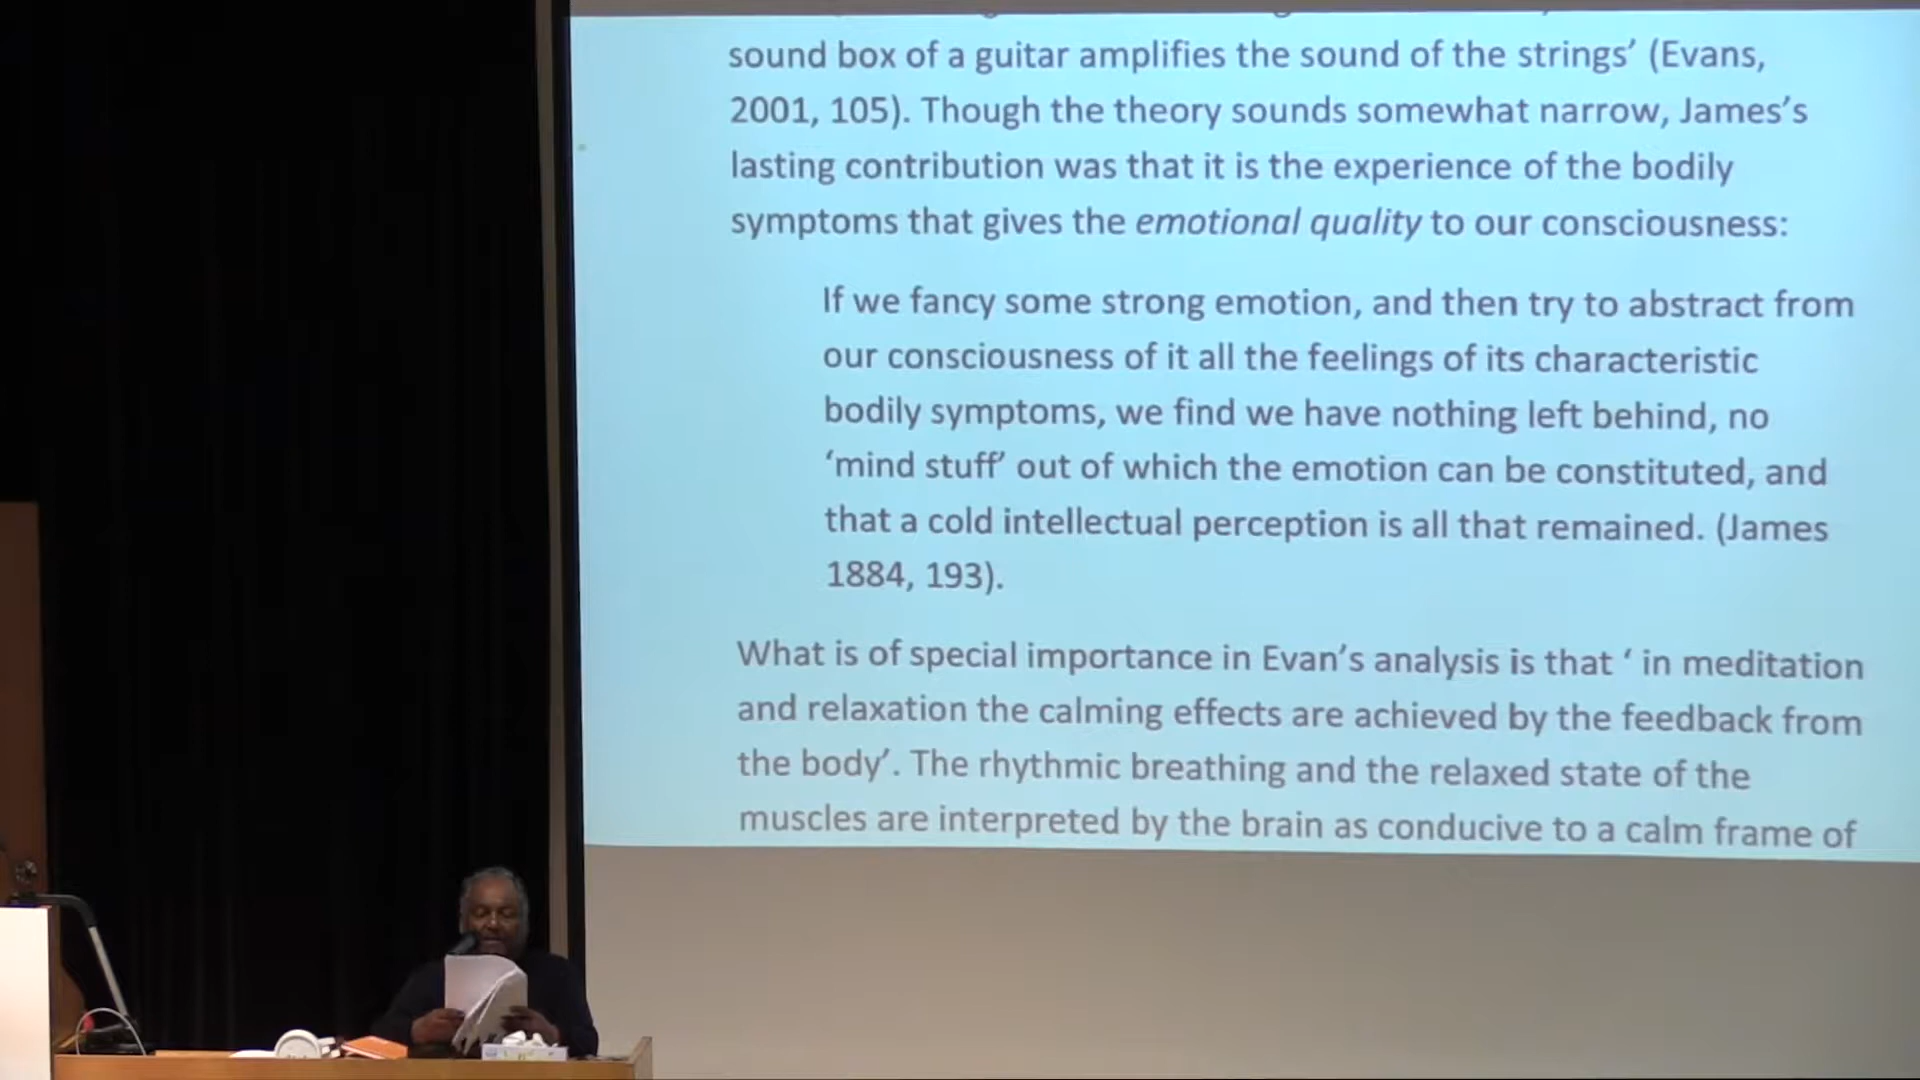 sound box of a guitar amplifies the sound of the strings’ (Evans,
2001, 105). Though the theory sounds somewhat narrow, James’s
lasting contribution was that it is the experience of the bodily
symptoms that gives the emotional quality to our consciousness:
If we fancy some strong emotion, and then try to abstract from
our consciousness of it all the feelings of its characteristic
bodily symptoms, we find we have nothing left behind, no
‘mind stuff’ out of which the emotion can be constituted, and
that a cold intellectual perception is all that remained. (James
1884, 193).
What is of special importance in Evan’s analysis is that ‘ in meditation
and relaxation the calming effects are achieved by the feedback from
the body’. The rhythmic breathing and the relaxed state of the
muscles are interpreted by the brain as conducive to a calm frame of